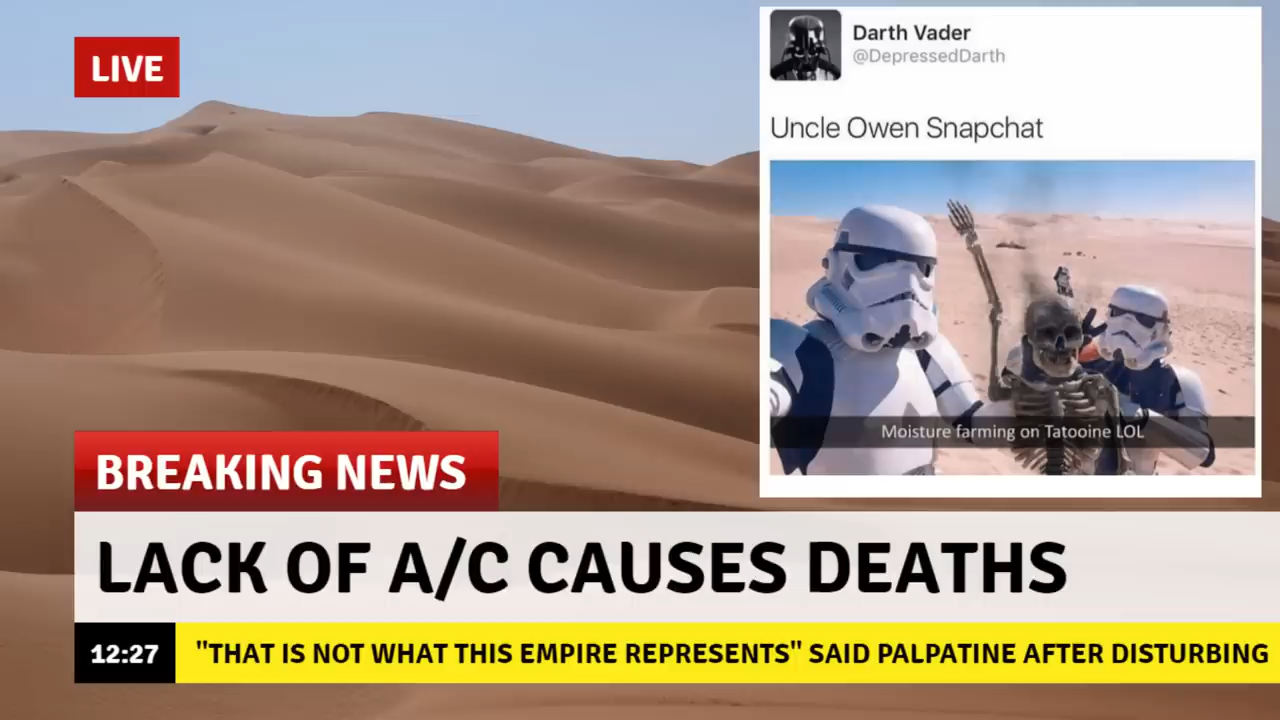 LIVE
Darth Vader
@DepressedDarth
Uncle Owen Snapchat
Moisture farming on Tatooine LOL
BREAKING NEWS
LACK OF A/C CAUSES DEATHS
12:27
"THAT IS NOT WHAT THIS EMPIRE REPRESENTS" SAID PALPATINE AFTER DISTURBING